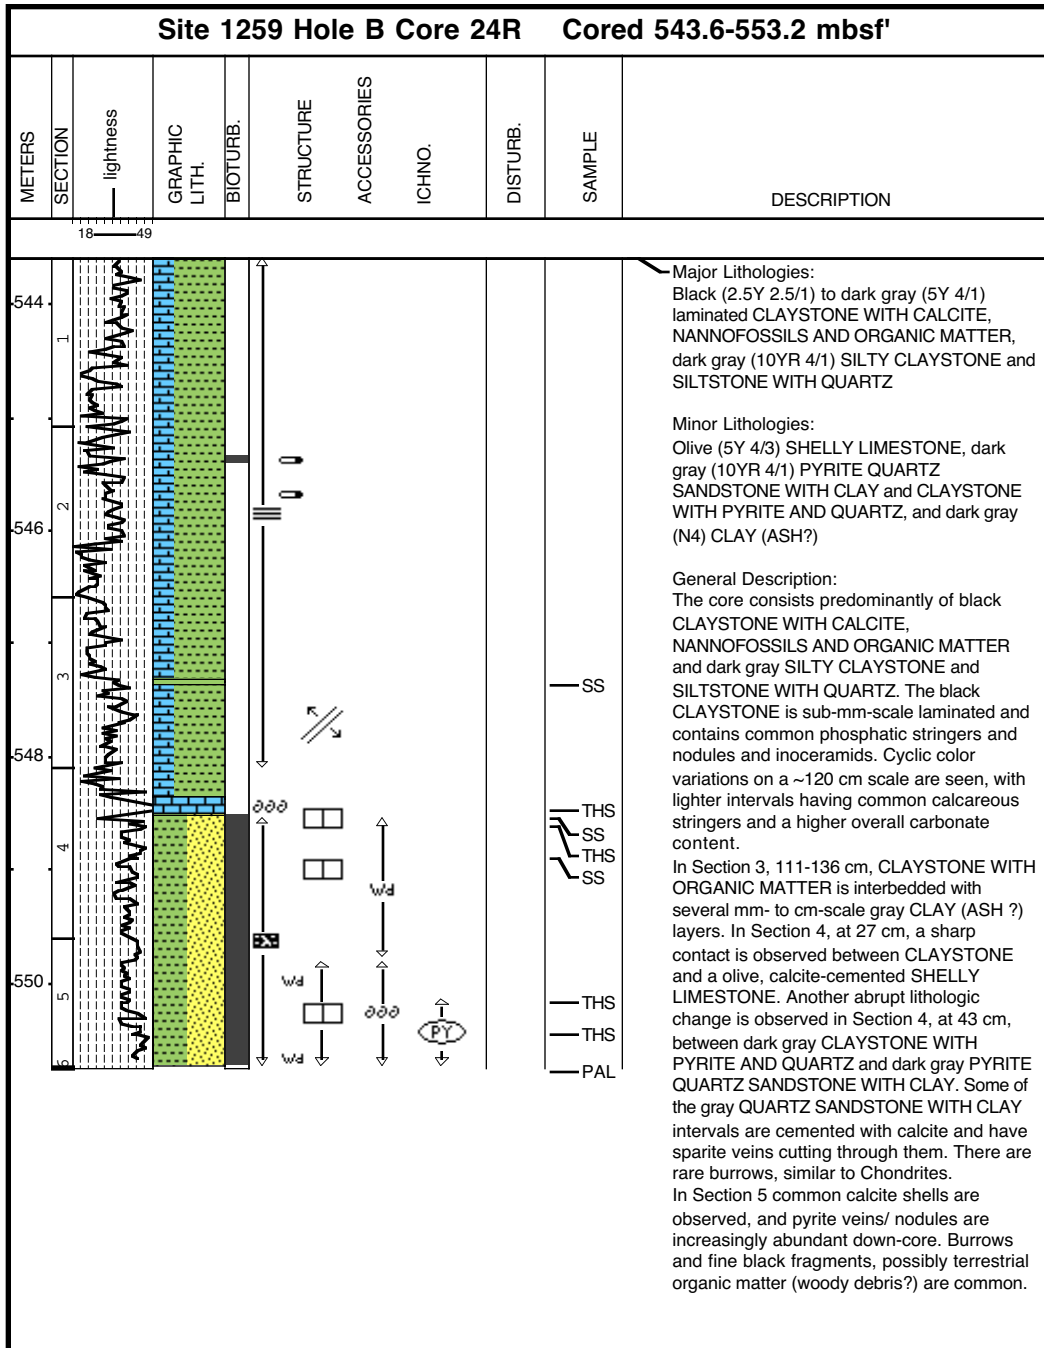 Site 1259 Hole B Core 24R Cored 543.6-553.2 mbsf'
METERS
SECTION
lightness
GRAPHIC
LITH.
BIOTURB.
STRUCTURE
ACCESSORIES
ICHNO.
DISTURB.
SAMPLE
DESCRIPTION
18 49
544
546
548
550
1
2
3
4
5
6
SS
THS
SS
THS
SS
THS
THS
PAL
Py
Py
Py
PY
Major Lithologies:
Black (2.5Y 2.5/1) to dark gray (5Y 4/1)
laminated CLAYSTONE WITH CALCITE,
NANNOFOSSILS AND ORGANIC MATTER,
dark gray (10YR 4/1) SILTY CLAYSTONE and
SILTSTONE WITH QUARTZ
Minor Lithologies:
Olive (5Y 4/3) SHELLY LIMESTONE, dark
gray (10YR 4/1) PYRITE QUARTZ
SANDSTONE WITH CLAY and CLAYSTONE
WITH PYRITE AND QUARTZ, and dark gray
(N4) CLAY (ASH?)
General Description:
The core consists predominantly of black
CLAYSTONE WITH CALCITE,
NANNOFOSSILS AND ORGANIC MATTER
and dark gray SILTY CLAYSTONE and
SILTSTONE WITH QUARTZ. The black
CLAYSTONE is sub-mm-scale laminated and
contains common phosphatic stringers and
nodules and inoceramids. Cyclic color
variations on a ~120 cm scale are seen, with
lighter intervals having common calcareous
stringers and a higher overall carbonate
content.
In Section 3, 111-136 cm, CLAYSTONE WITH
ORGANIC MATTER is interbedded with
several mm- to cm-scale gray CLAY (ASH ?)
layers. In Section 4, at 27 cm, a sharp
contact is observed between CLAYSTONE
and a olive, calcite-cemented SHELLY
LIMESTONE. Another abrupt lithologic
change is observed in Section 4, at 43 cm,
between dark gray CLAYSTONE WITH
PYRITE AND QUARTZ and dark gray PYRITE
QUARTZ SANDSTONE WITH CLAY. Some of
the gray QUARTZ SANDSTONE WITH CLAY
intervals are cemented with calcite and have
sparite veins cutting through them. There are
rare burrows, similar to Chondrites.
In Section 5 common calcite shells are
observed, and pyrite veins/ nodules are
increasingly abundant down-core. Burrows
and fine black fragments, possibly terrestrial
organic matter (woody debris?) are common.